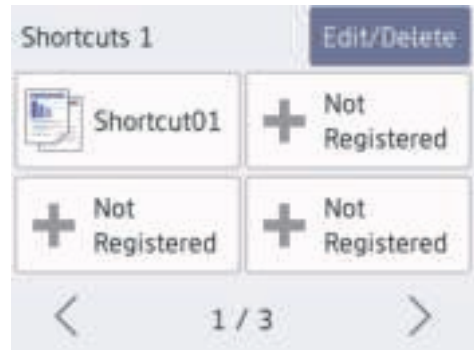 Shortcuts 1
Edit/Delete
Shortcut01
Not
Registered
Not
Registered
Not
Registered
1 / 3